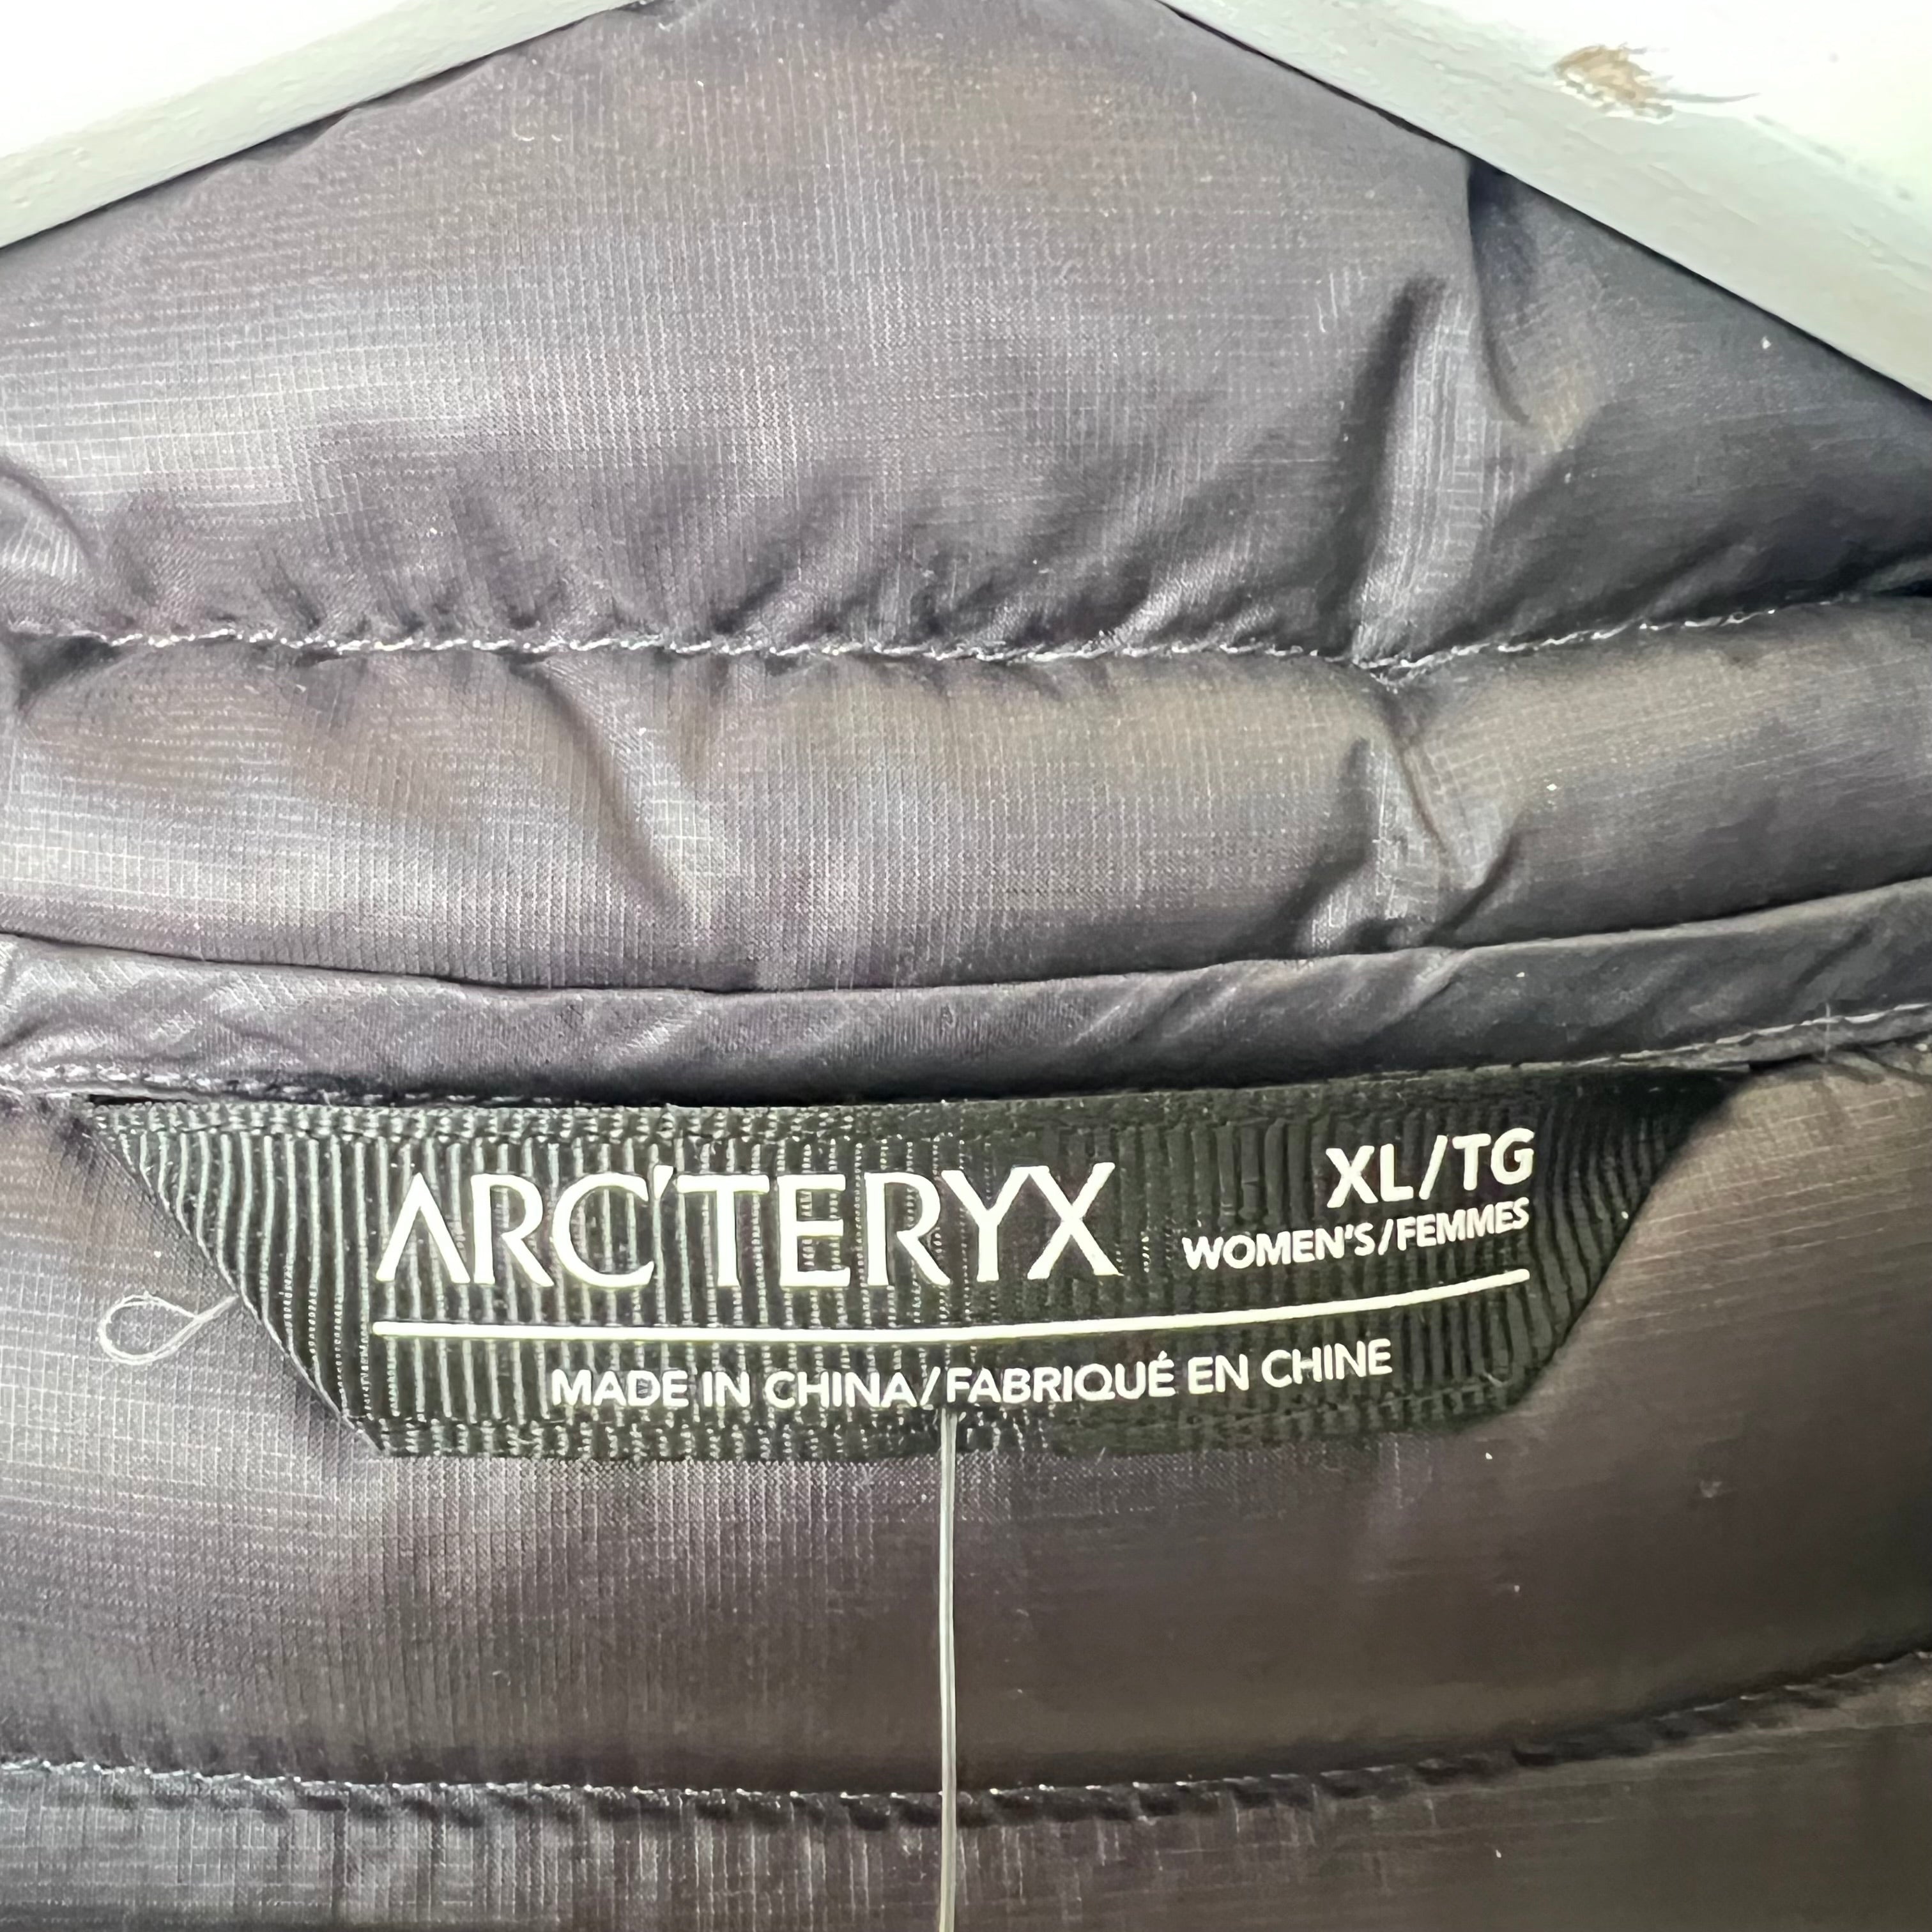 ARC'TERYX
XL/TG
WOMEN'S/FEMMES
MADE IN CHINA/FABRIQUÉ EN CHINE